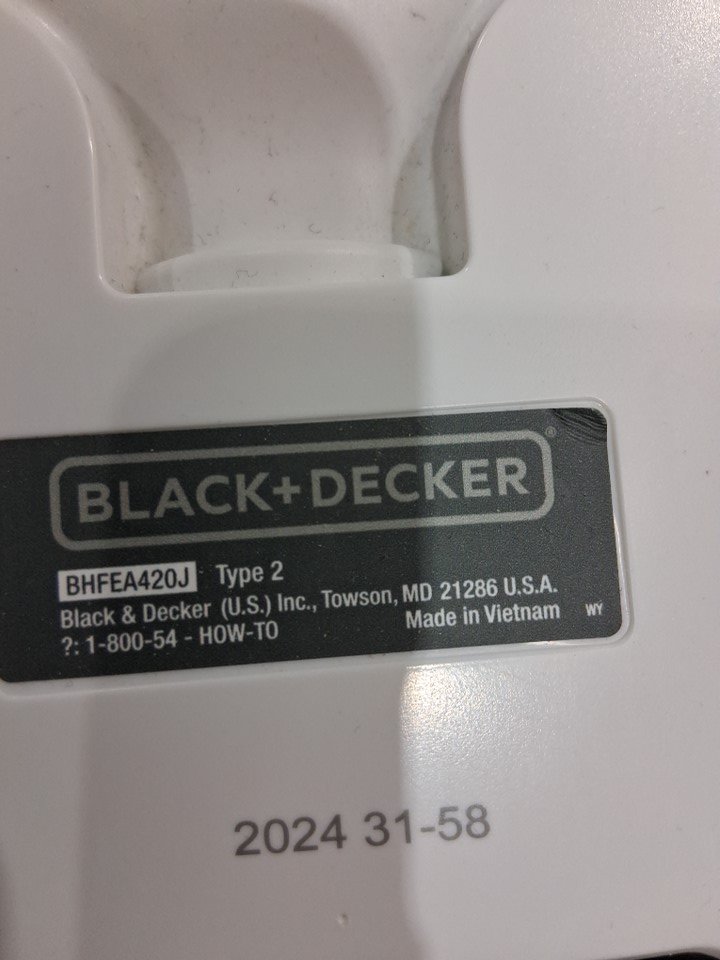 BLACK+DECKER®
BHFEA420J Type 2
Black & Decker (U.S.) Inc., Towson, MD 21286 U.S.A.
?: 1-800-54 - HOW-TO Made in Vietnam WY
2024 31-58